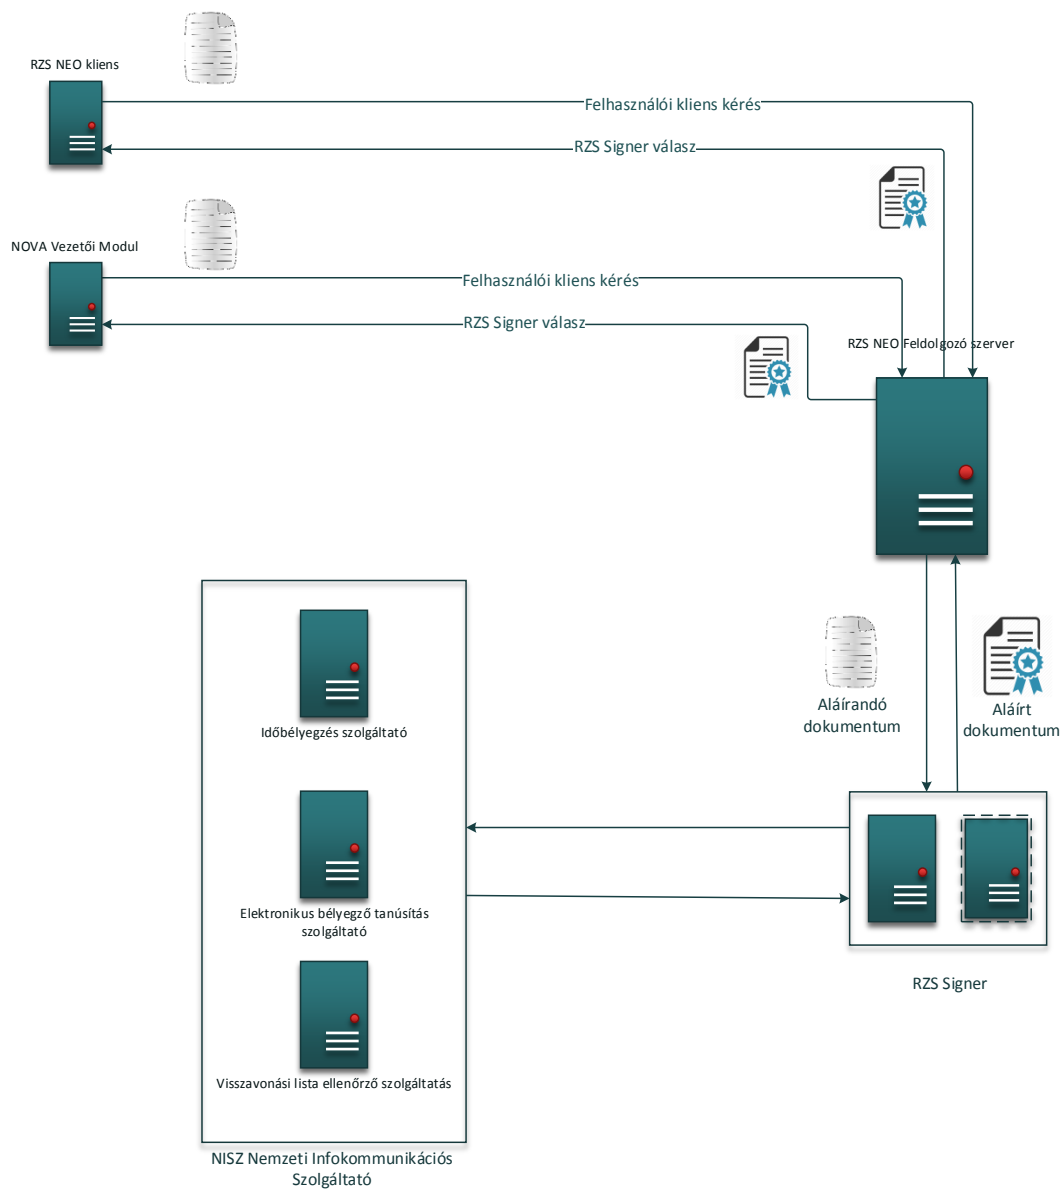 RZS NEO kliens
Felhasználói kliens kérés
RZS Signer válasz
NOVA Vezetői Modul
Felhasználói kliens kérés
RZS Signer válasz
RZS NEO Feldolgozó szerver
Aláírandó
dokumentum
Aláírt
dokumentum
Időbélyegzés szolgáltató
Elektronikus bélyegző tanúsítás
szolgáltató
RZS Signer
Visszavonási lista ellenőrző szolgáltatás
NISZ Nemzeti Infokommunikációs
Szolgáltató